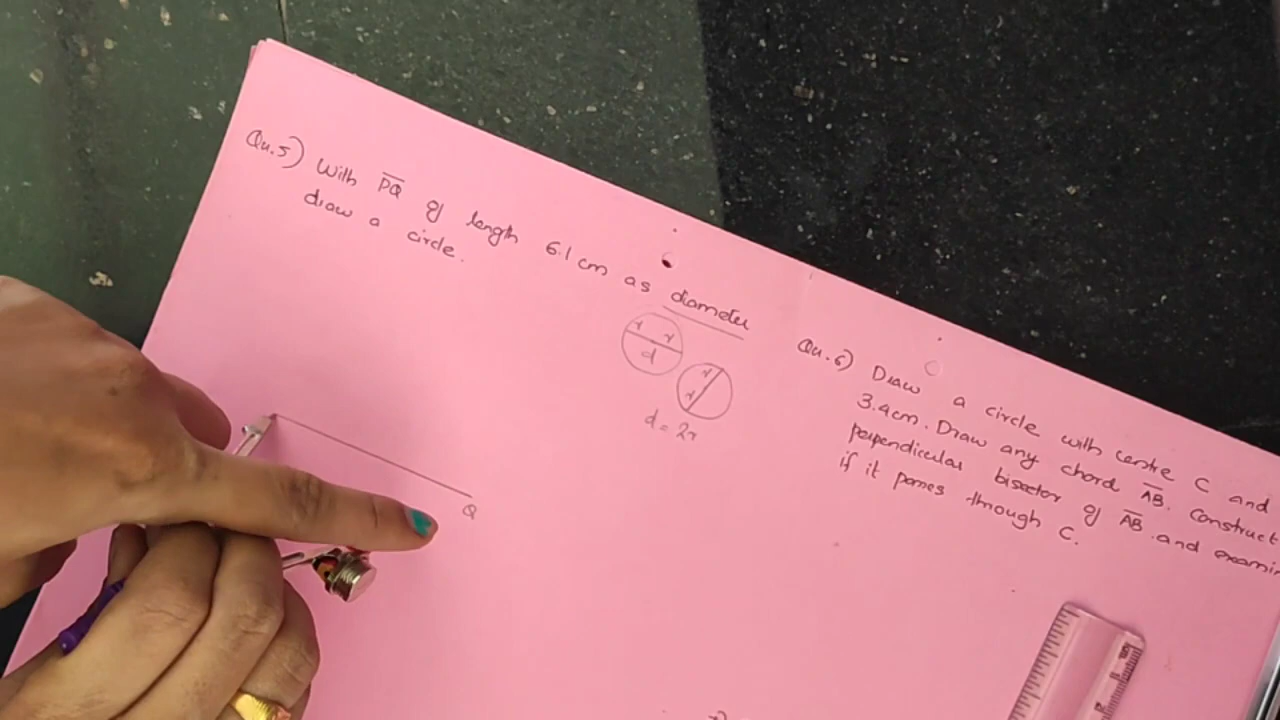 Qu.5) With PQ of length 6.1 cm as diameter
draw a circle.
r r
d
r
r
d = 2r
Q
Qu.6) Draw a circle with centre C and
3.4cm. Draw any chord AB. Construct
perpendicular bisector of AB and examin
if it passes through C.